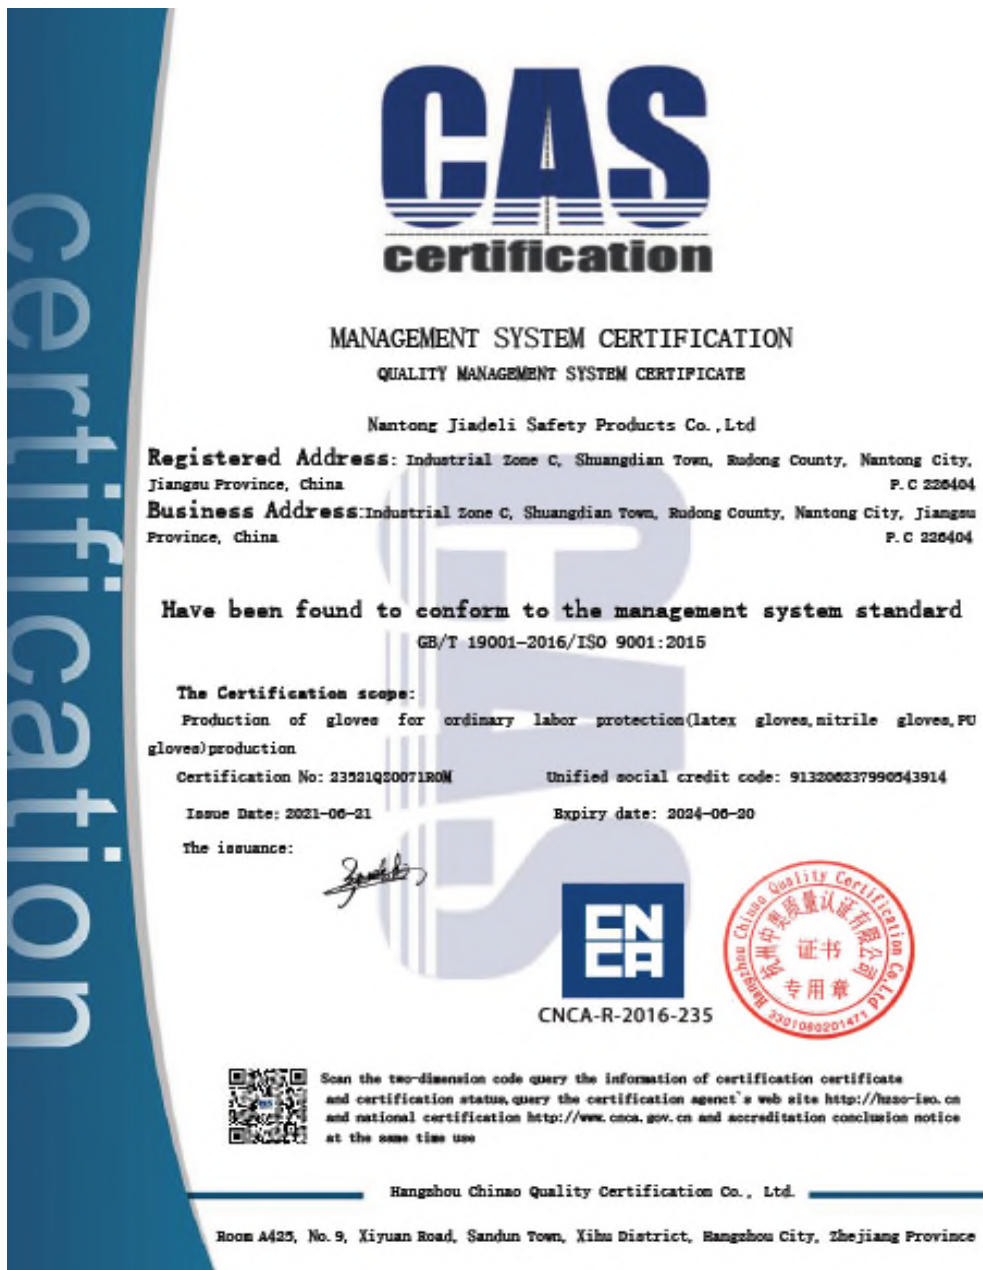 certification
CAS
certification
MANAGEMENT SYSTEM CERTIFICATION
QUALITY MANAGEMENT SYSTEM CERTIFICATE
Nantong Jiadeli Safety Products Co.,Ltd
Registered Address: Industrial Zone C, Shuangdian Town, Rudong County, Nantong City,
Jiangsu Province, China P.C 226404
Business Address:Industrial Zone C, Shuangdian Town, Rudong County, Nantong City, Jiangsu
Province, China P.C 226404
Have been found to conform to the management system standard
GB/T 19001-2016/ISO 9001:2015
The Certification scope:
Production of gloves for ordinary labor protection(latex gloves,nitrile gloves,PU
gloves)production
Certification No: 23521Q20071R0M Unified social credit code: 913206237990543914
Issue Date: 2021-06-21 Expiry date: 2024-06-20
The issuance:
CN
CA
CNCA-R-2016-235
Hangzhou Chinao Quality Certification Co,Ltd
杭州中奥质量认证有限公司
证书
专用章
3301080201471
Scan the two-dimension code query the information of certification certificate
and certification status,query the certification agenct`s web site http://hzzo-iso.cn
and national certification http://www.cnca.gov.cn and accreditation conclusion notice
at the same time use
Hangzhou Chinao Quality Certification Co., Ltd.
Room A425, No.9, Xiyuan Road, Sandun Town, Xihu District, Hangzhou City, Zhejiang Province